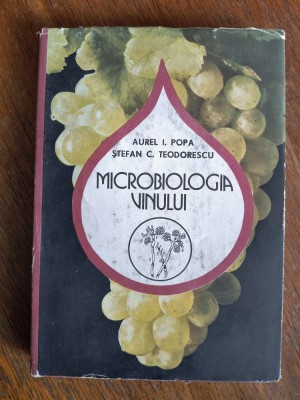 AUREL I. POPA
ŞTEFAN C. TEODORESCU
MICROBIOLOGIA
VINULUI